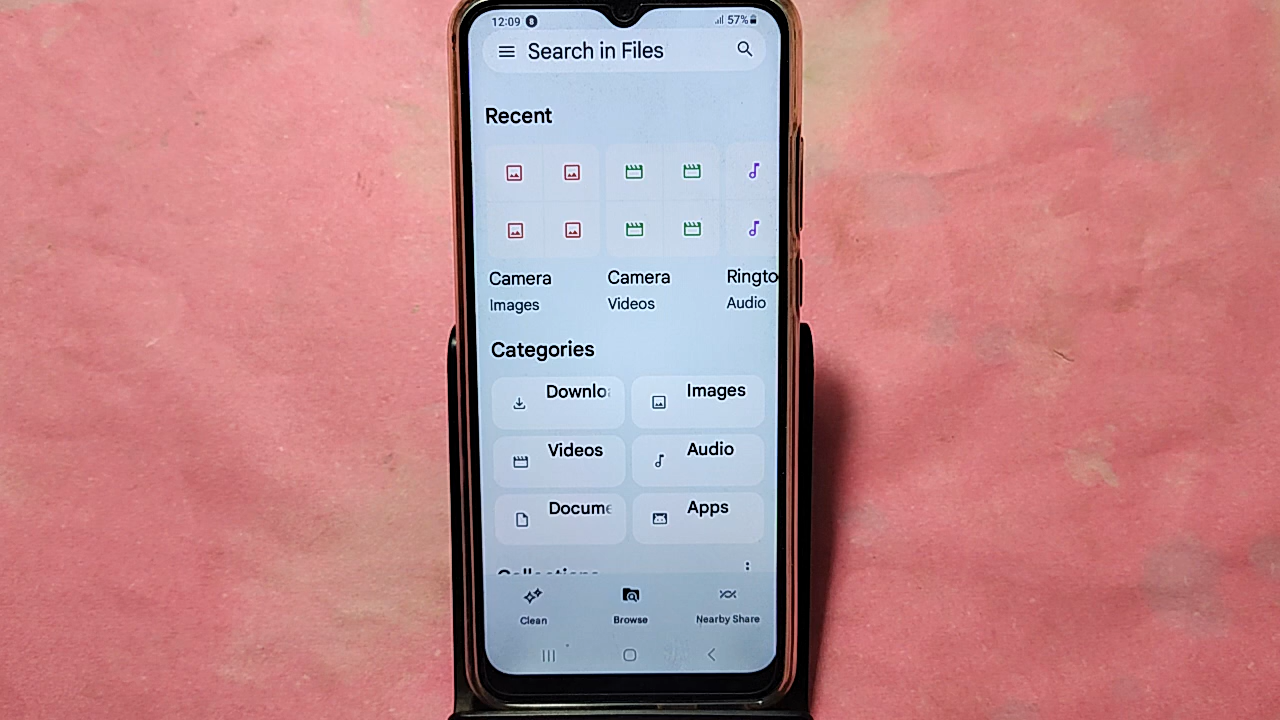 12:09 57%
Search in Files
Recent
Camera Camera Ringto
Images Videos Audio
Categories
Downlo Images
Videos Audio
Docume Apps
Collections
Clean Browse Nearby Share